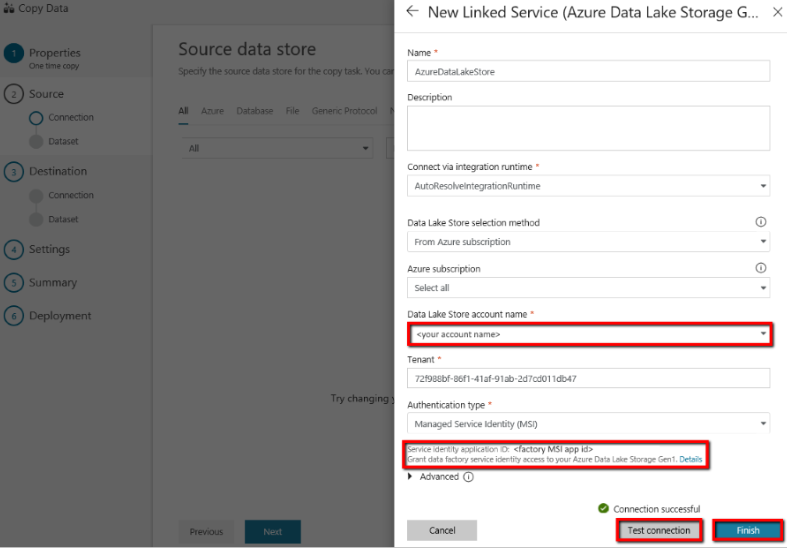 Copy Data
1
Properties
One time copy
2
Source
Connection
Dataset
3
Destination
Connection
Dataset
4
Settings
5
Summary
6
Deployment
Source data store
Specify the source data store for the copy task. You can
All Azure Database File Generic Protocol N
All
Try changing y
Previous
Next
← New Linked Service (Azure Data Lake Storage G... ×
Name *
AzureDataLakeStore
Description
Connect via integration runtime *
AutoResolveIntegrationRuntime
Data Lake Store selection method
From Azure subscription
Azure subscription
Select all
Data Lake Store account name *
<your account name>
Tenant *
72f988bf-86f1-41af-91ab-2d7cd011db47
Authentication type *
Managed Service Identity (MSI)
Service identity application ID: <factory MSI app id>
Grant data factory service identity access to your Azure Data Lake Storage Gen1. Details
Advanced
Connection successful
Cancel
Test connection
Finish